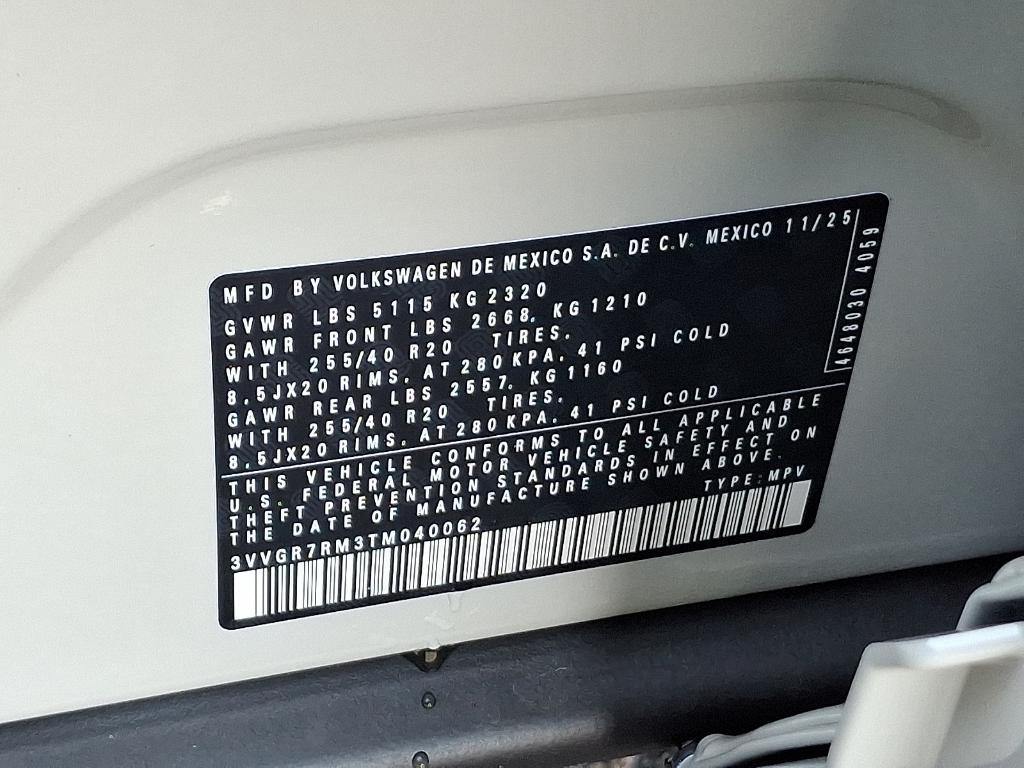 MFD BY VOLKSWAGEN DE MEXICO S.A. DE C.V. MEXICO 11/25
GVWR LBS 5115 KG 2320
GAWR FRONT LBS 2668. KG 1210
WITH 255/40 R20 TIRES.
8.5JX20 RIMS. AT 280 KPA. 41 PSI COLD
GAWR REAR LBS 2557. KG 1160
WITH 255/40 R20 TIRES.
8.5JX20 RIMS. AT 280 KPA. 41 PSI COLD
4648030 4059
THIS VEHICLE CONFORMS TO ALL APPLICABLE
U.S. FEDERAL MOTOR VEHICLE SAFETY AND
THEFT PREVENTION STANDARDS IN EFFECT ON
THE DATE OF MANUFACTURE SHOWN ABOVE.
TYPE: MPV
3VVGR7RM3TM040062